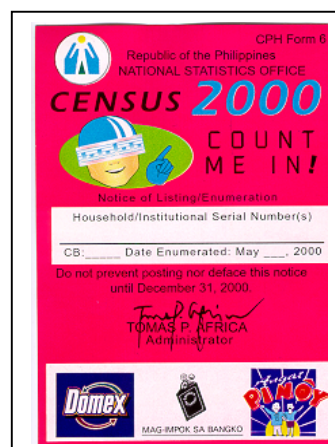 CPH Form 6
Republic of the Philippines
NATIONAL STATISTICS OFFICE
CENSUS 2000
COUNT
ME IN!
Notice of Listing/Enumeration
Household/Institutional Serial Number(s)
CB:______ Date Enumerated: May ___, 2000
Do not prevent posting nor deface this notice
until December 31, 2000.
TOMAS P. AFRICA
Administrator
Domex
MAG-IMPOK SA BANGKO
Angat
PINOY